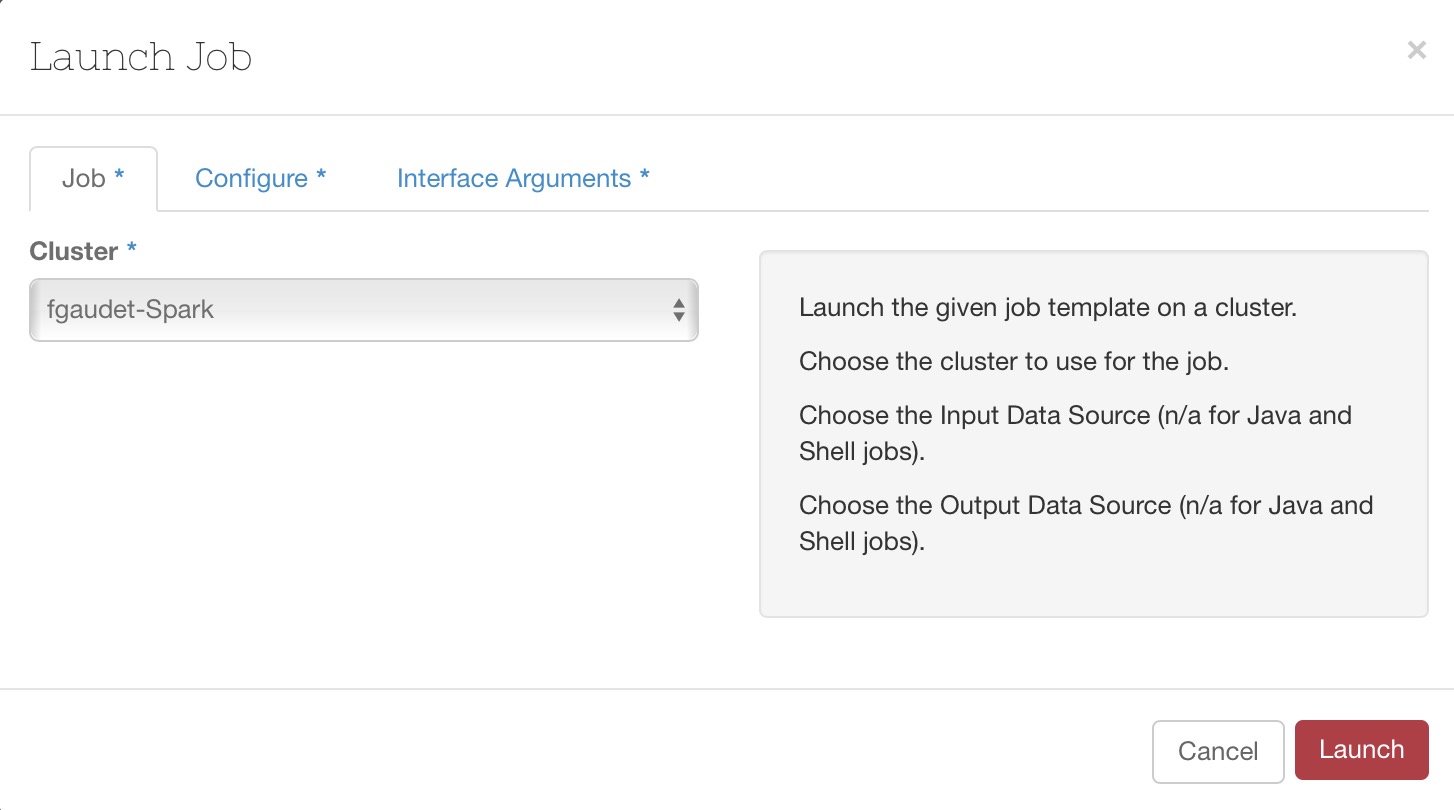 Launch Job
×
Job *
Configure *
Interface Arguments *
Cluster *
fgaudet-Spark
Launch the given job template on a cluster.
Choose the cluster to use for the job.
Choose the Input Data Source (n/a for Java and
Shell jobs).
Choose the Output Data Source (n/a for Java and
Shell jobs).
Cancel
Launch